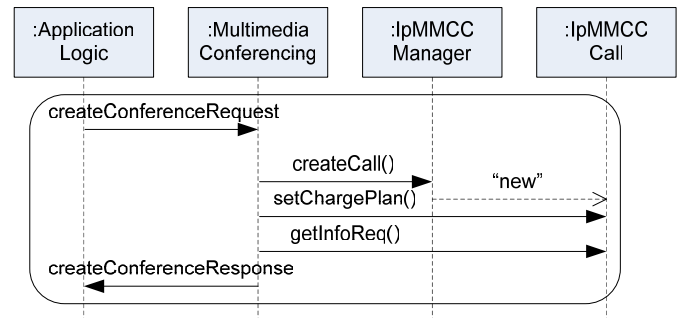 :Application
Logic
:Multimedia
Conferencing
:IpMMCC
Manager
:IpMMCC
Call
createConferenceRequest
createCall()
“new”
setChargePlan()
getInfoReq()
createConferenceResponse